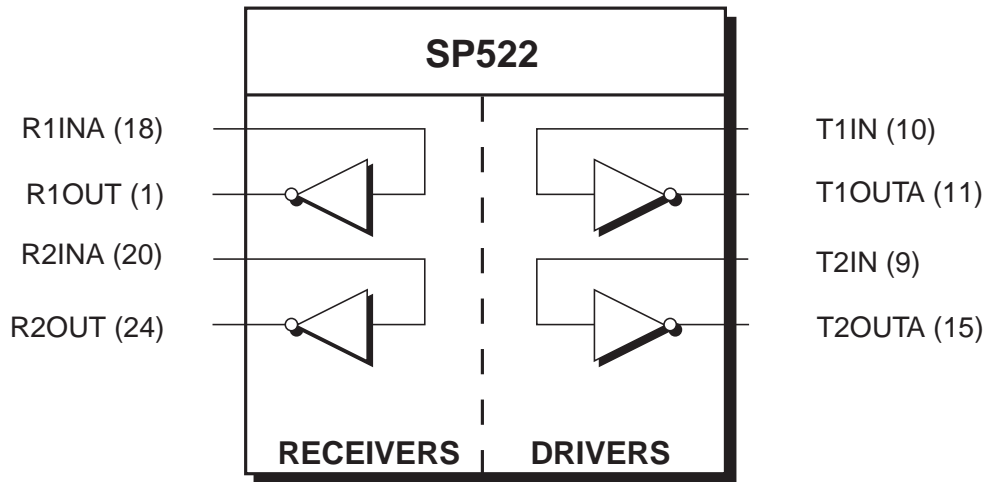 SP522
R1INA (18)
R1OUT (1)
R2INA (20)
R2OUT (24)
T1IN (10)
T1OUTA (11)
T2IN (9)
T2OUTA (15)
RECEIVERS
DRIVERS